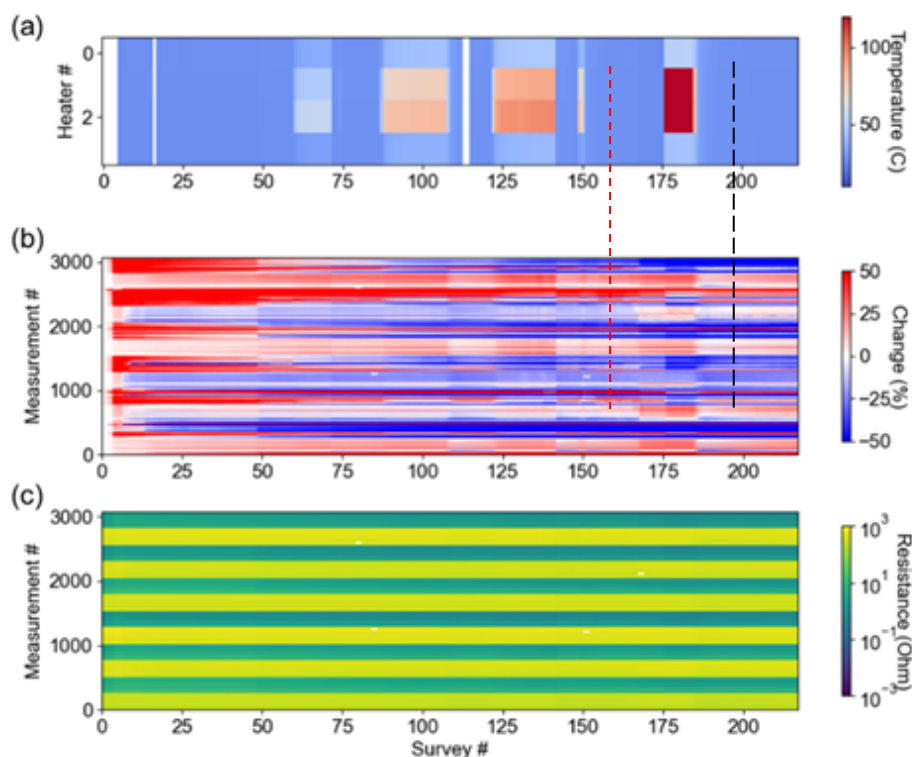 (a)
0
2
Heater #
0 25 50 75 100 125 150 175 200
100
50
Temperature (C)
(b)
3000
2000
1000
0
Measurement #
0 25 50 75 100 125 150 175 200
50
25
0
−25
−50
Change (%)
(c)
3000
2000
1000
0
Measurement #
0 25 50 75 100 125 150 175 200
Survey #
10³
10¹
10⁻¹
10⁻³
Resistance (Ohm)